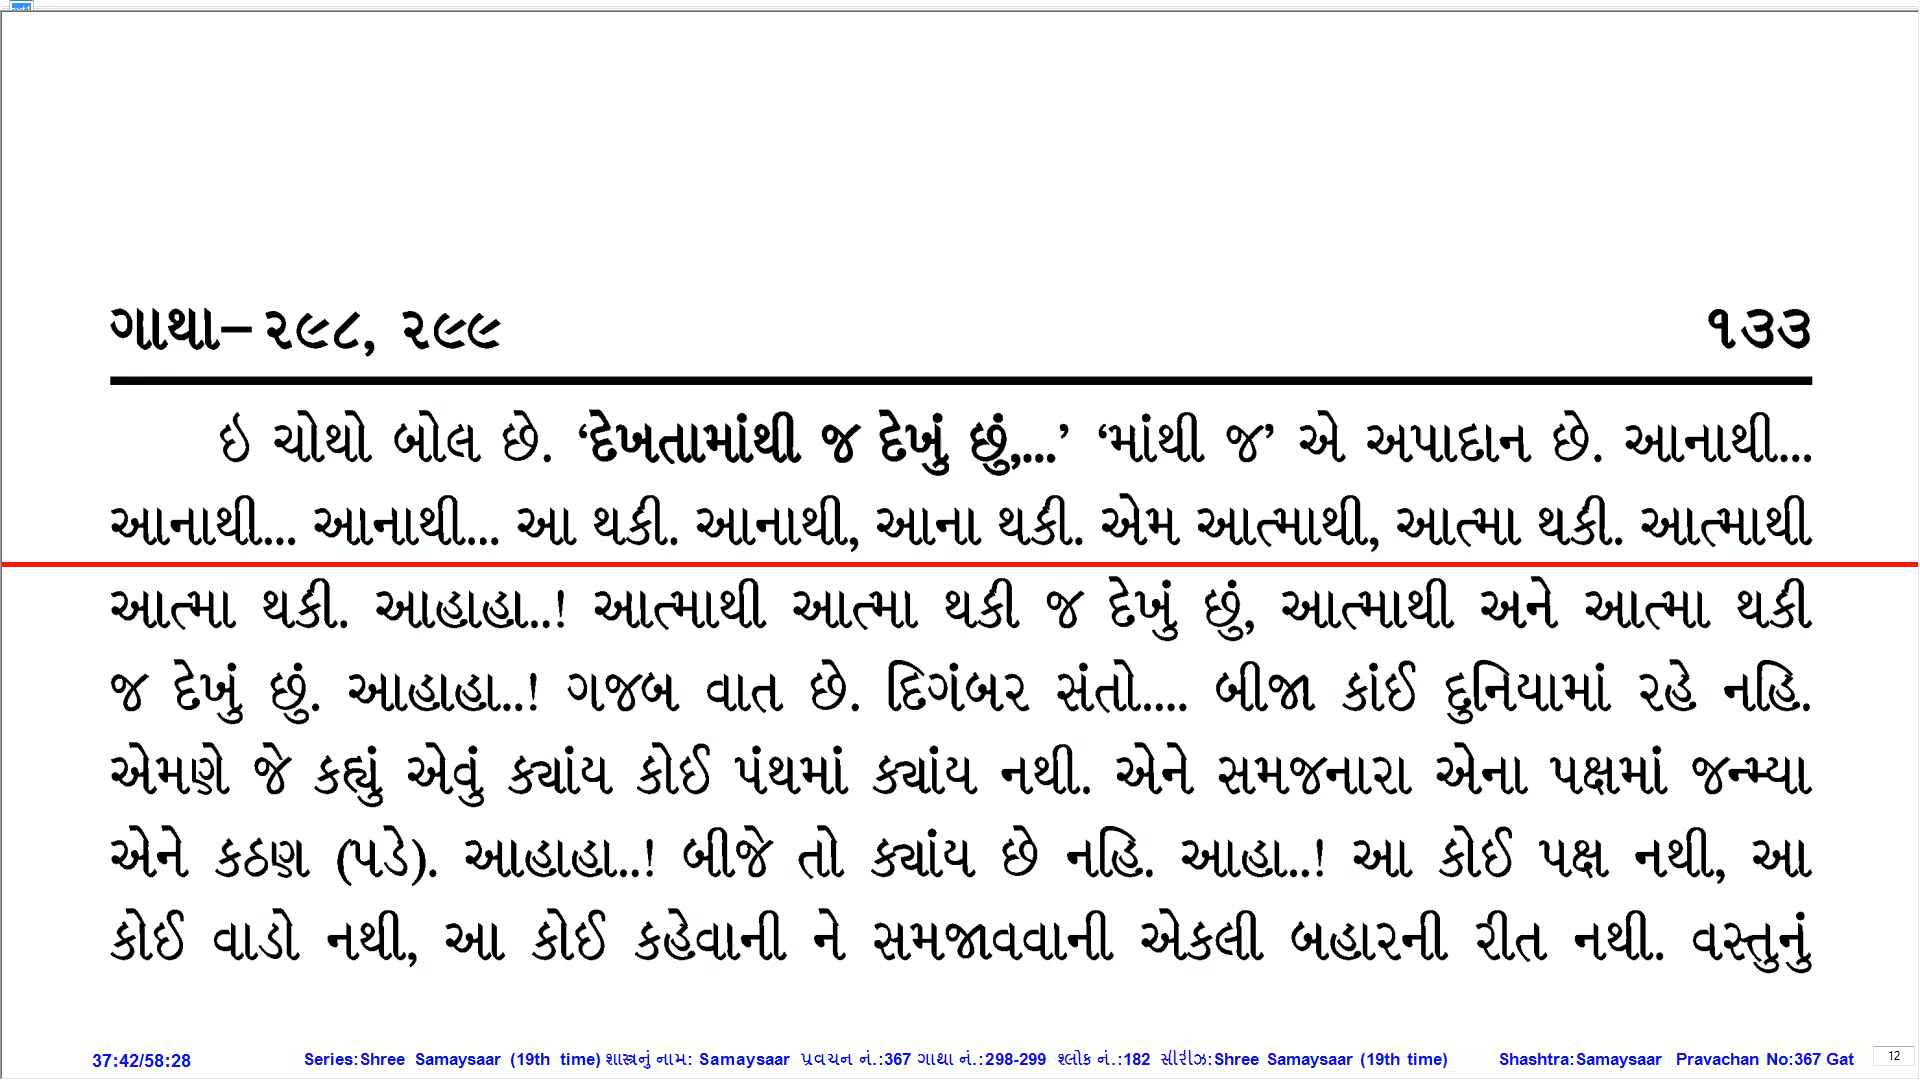 ગાથા– ૨૯૮, ૨૯૯ ૧૩૩
ઇ ચોથો બોલ છે. ‘દેખતામાંથી જ દેખું છું,...’ ‘માંથી જ’ એ અપાદાન છે. આનાથી...
આનાથી... આનાથી... આ થકી. આનાથી, આના થકી. એમ આત્માથી, આત્મા થકી. આત્માથી
આત્મા થકી. આહાહા..! આત્માથી આત્મા થકી જ દેખું છું, આત્માથી અને આત્મા થકી
જ દેખું છું. આહાહા..! ગજબ વાત છે. દિગંબર સંતો.... બીજા કાંઈ દુનિયામાં રહે નહિ.
એમણે જે કહ્યું એવું ક્યાંય કોઈ પંથમાં ક્યાંય નથી. એને સમજનારા એના પક્ષમાં જન્મ્યા
એને કઠણ (પડે). આહાહા..! બીજે તો ક્યાંય છે નહિ. આહા..! આ કોઈ પક્ષ નથી, આ
કોઈ વાડો નથી, આ કોઈ કહેવાની ને સમજાવવાની એકલી બહારની રીત નથી. વસ્તુનું
37:42/58:28 Series:Shree Samaysaar (19th time) શાસ્ત્રનું નામ: Samaysaar પ્રવચન નં.:367 ગાથા નં.:298-299 શ્લોક નં.:182 સીરીઝ:Shree Samaysaar (19th time) Shashtra:Samaysaar Pravachan No:367 Gat 12